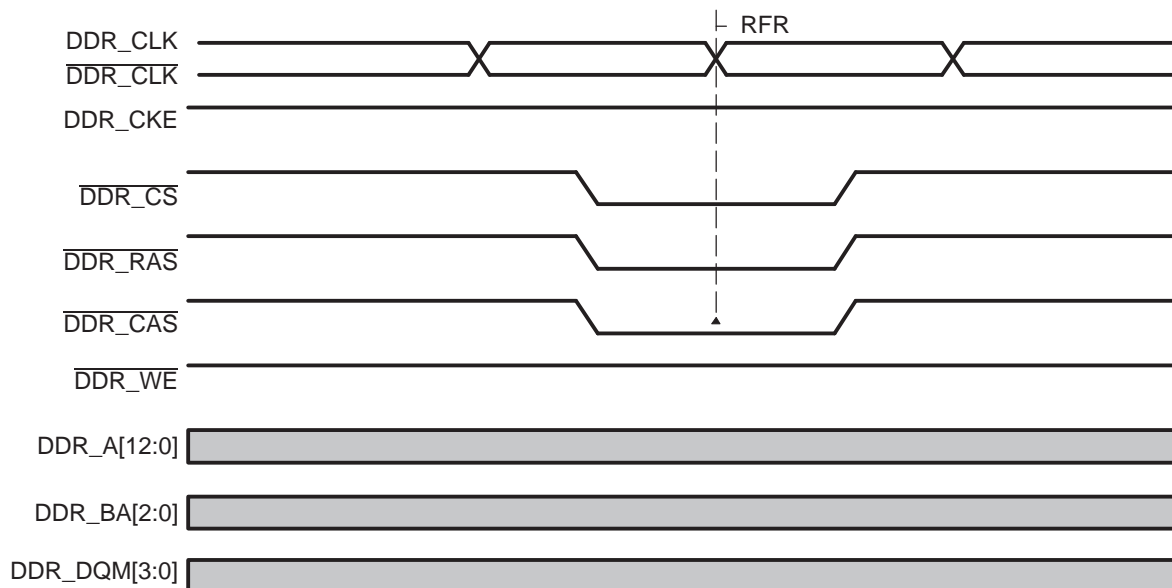 RFR
DDR_CLK
DDR_CLK
DDR_CKE
DDR_CS
DDR_RAS
DDR_CAS
DDR_WE
DDR_A[12:0]
DDR_BA[2:0]
DDR_DQM[3:0]